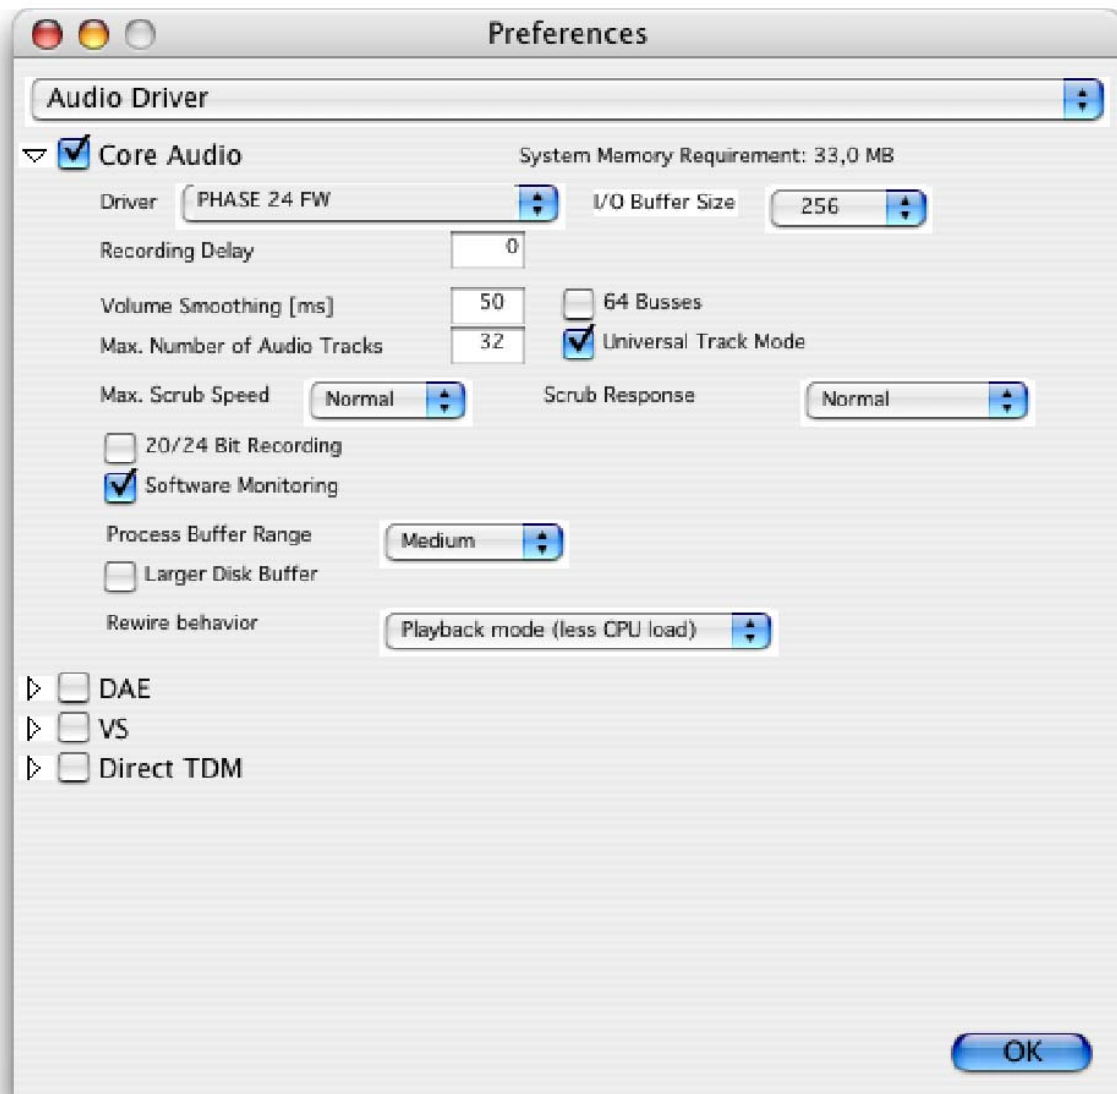 Preferences
Audio Driver
Core Audio System Memory Requirement: 33,0 MB
Driver PHASE 24 FW I/O Buffer Size 256
Recording Delay 0
Volume Smoothing [ms] 50 64 Busses
Max. Number of Audio Tracks 32 Universal Track Mode
Max. Scrub Speed Normal Scrub Response Normal
20/24 Bit Recording
Software Monitoring
Process Buffer Range Medium
Larger Disk Buffer
Rewire behavior Playback mode (less CPU load)
DAE
VS
Direct TDM
OK